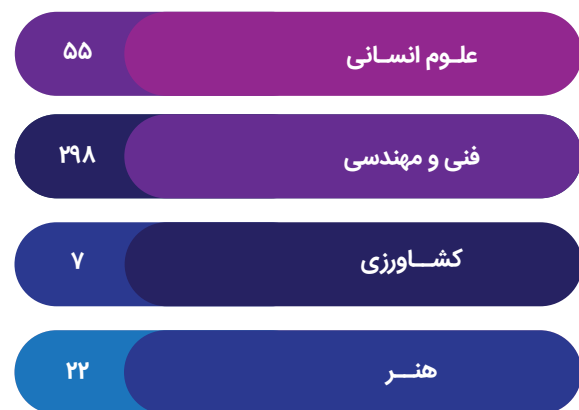 علـوم انسـانی ۵۵
فنی و مهندسی ۲۹۸
کشــاورزی ۷
هنــر ۲۲